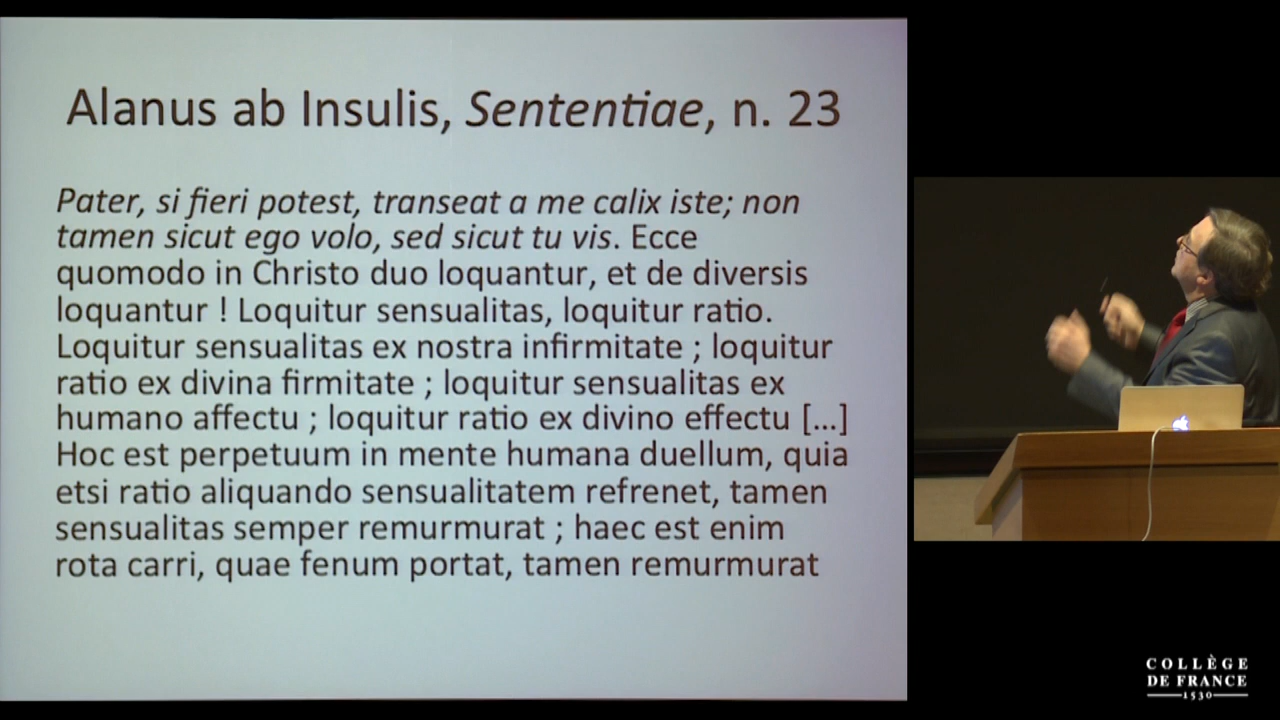 Alanus ab Insulis, Sententiae, n. 23
Pater, si fieri potest, transeat a me calix iste; non
tamen sicut ego volo, sed sicut tu vis. Ecce
quomodo in Christo duo loquantur, et de diversis
loquantur ! Loquitur sensualitas, loquitur ratio.
Loquitur sensualitas ex nostra infirmitate ; loquitur
ratio ex divina firmitate ; loquitur sensualitas ex
humano affectu ; loquitur ratio ex divino effectu [...]
Hoc est perpetuum in mente humana duellum, quia
etsi ratio aliquando sensualitatem refrenet, tamen
sensualitas semper remurmurat ; haec est enim
rota carri, quae fenum portat, tamen remurmurat
COLLÈGE
DE FRANCE
1530